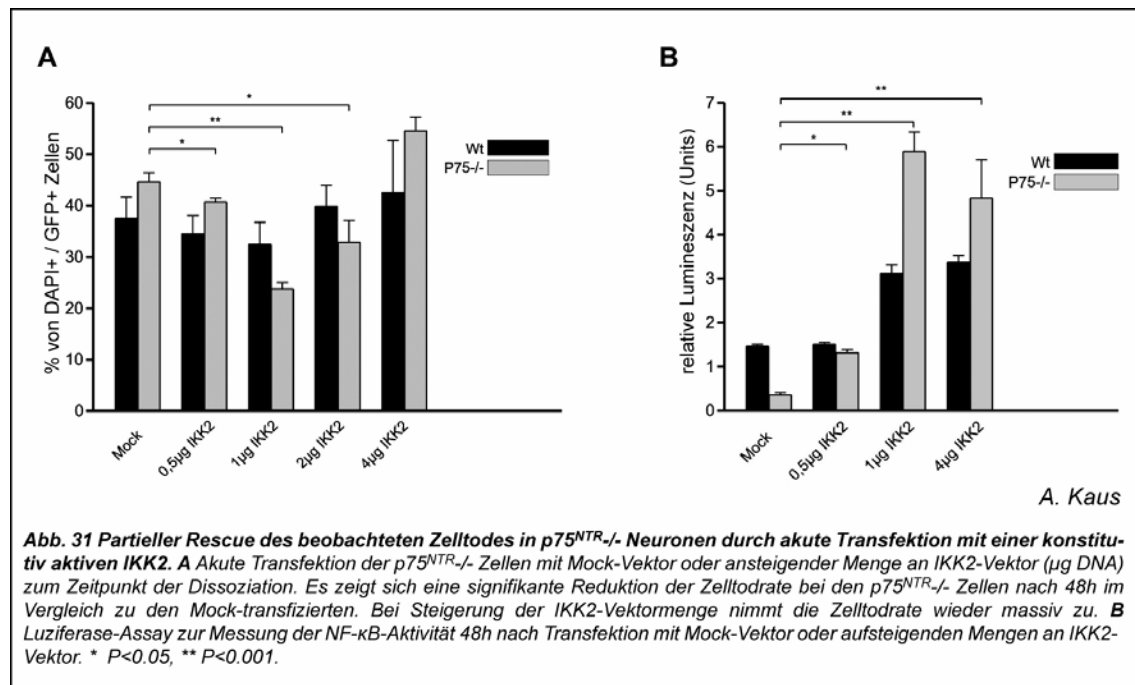 A
60
50
40
30
20
10
0
% von DAPI+ / GFP+ Zellen
*
**
*
Wt
P75-/-
Mock
0,5µg IKK2
1µg IKK2
2µg IKK2
4µg IKK2
B
7
6
5
4
3
2
1
0
relative Lumineszenz (Units)
**
**
*
Wt
P75-/-
Mock
0,5µg IKK2
1µg IKK2
4µg IKK2
A. Kaus
Abb. 31 Partieller Rescue des beobachteten Zelltodes in p75NTR-/- Neuronen durch akute Transfektion mit einer konstitu-
tiv aktiven IKK2. A Akute Transfektion der p75NTR-/- Zellen mit Mock-Vektor oder ansteigender Menge an IKK2-Vektor (µg DNA)
zum Zeitpunkt der Dissoziation. Es zeigt sich eine signifikante Reduktion der Zelltodrate bei den p75NTR-/- Zellen nach 48h im
Vergleich zu den Mock-transfizierten. Bei Steigerung der IKK2-Vektormenge nimmt die Zelltodrate wieder massiv zu. B
Luziferase-Assay zur Messung der NF-κB-Aktivität 48h nach Transfektion mit Mock-Vektor oder aufsteigenden Mengen an IKK2-
Vektor. * P<0.05, ** P<0.001.